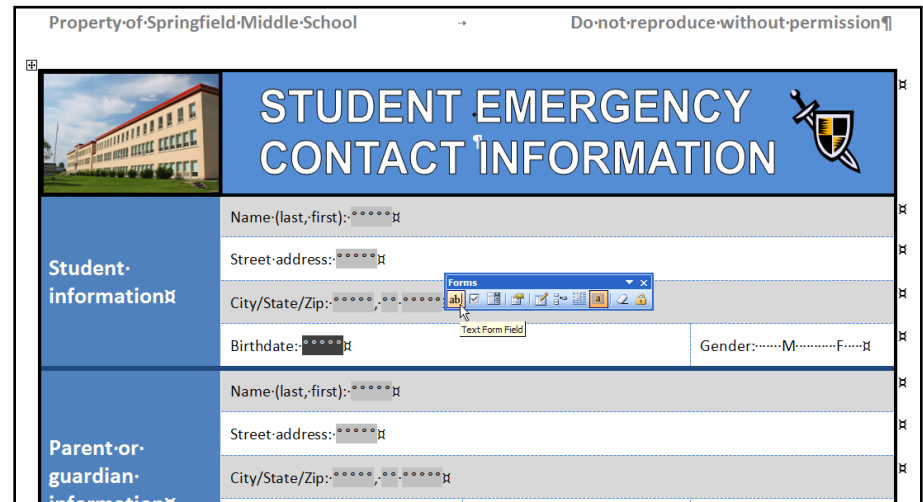 Property of Springfield Middle School → Do not reproduce without permission¶
STUDENT EMERGENCY
CONTACT INFORMATION
Student
information¤
Name (last, first): °°°°°¤
Street address: °°°°°¤
City/State/Zip: °°°°°, °° °°°°°
Forms
ab
a
Text Form Field
Birthdate: °°°°°¤
Gender: M F ¤
Parent or
guardian
information¤
Name (last, first): °°°°°¤
Street address: °°°°°¤
City/State/Zip: °°°°°, °° °°°°°¤